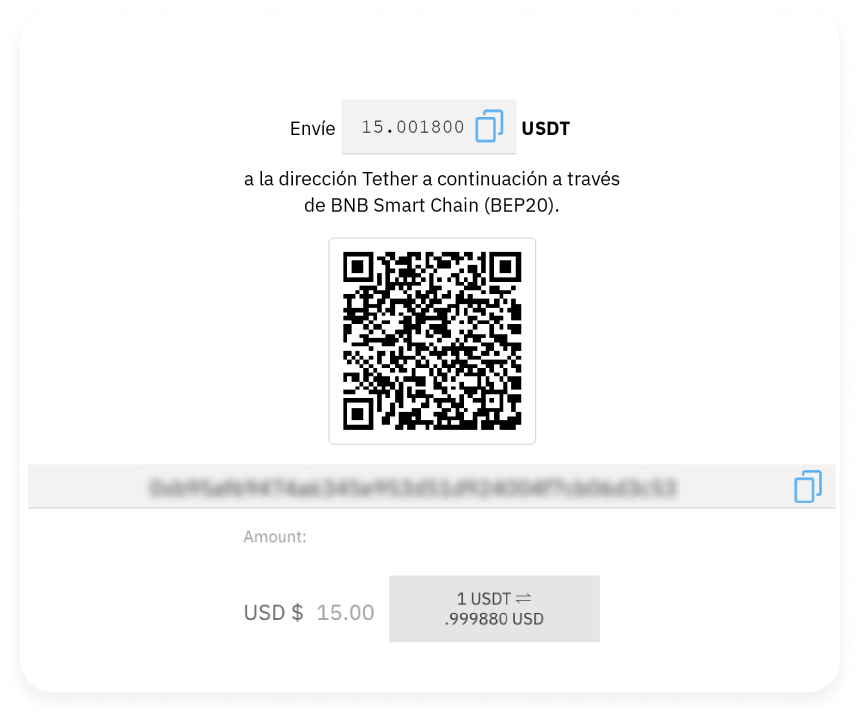 Envíe 15.001800 USDT
a la dirección Tether a continuación a través
de BNB Smart Chain (BEP20).
Amount:
USD $ 15.00
1 USDT ⇌
.999880 USD